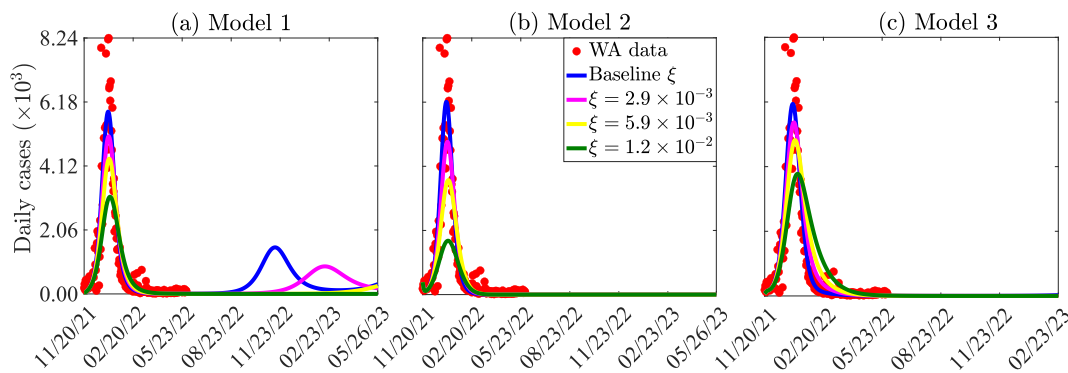 (a) Model 1
(b) Model 2
(c) Model 3
Daily cases (×10³)
8.24
6.18
4.12
2.06
0.00
WA data
Baseline ξ
ξ = 2.9 × 10⁻³
ξ = 5.9 × 10⁻³
ξ = 1.2 × 10⁻²
11/20/21
02/20/22
05/23/22
08/23/22
11/23/22
02/23/23
05/26/23
11/20/21
02/20/22
05/23/22
08/23/22
11/23/22
02/23/23
05/26/23
11/20/21
02/20/22
05/23/22
08/23/22
11/23/22
02/23/23